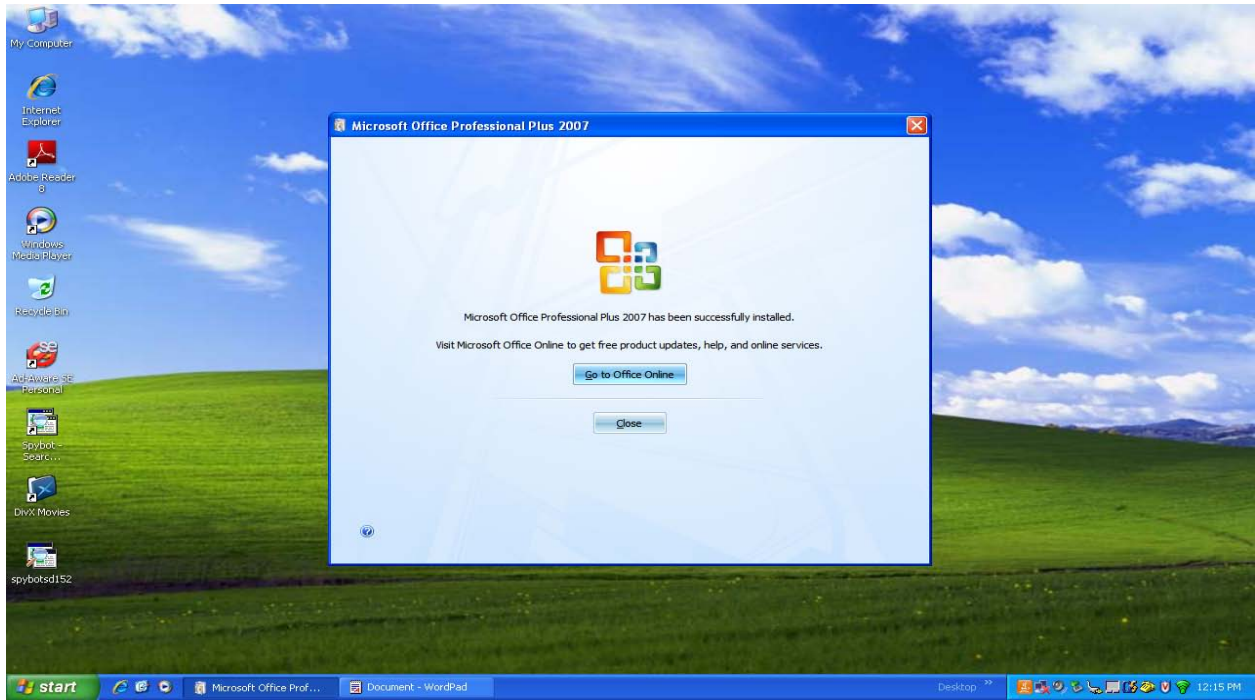 My Computer
Internet
Explorer
Adobe Reader
8
Windows
Media Player
Recycle Bin
Ad-Aware SE
Personal
Spybot -
Searc...
DivX Movies
spybotsd152
Microsoft Office Professional Plus 2007
Microsoft Office Professional Plus 2007 has been successfully installed.
Visit Microsoft Office Online to get free product updates, help, and online services.
Go to Office Online
Close
start
Microsoft Office Prof...
Document - WordPad
Desktop
12:15 PM